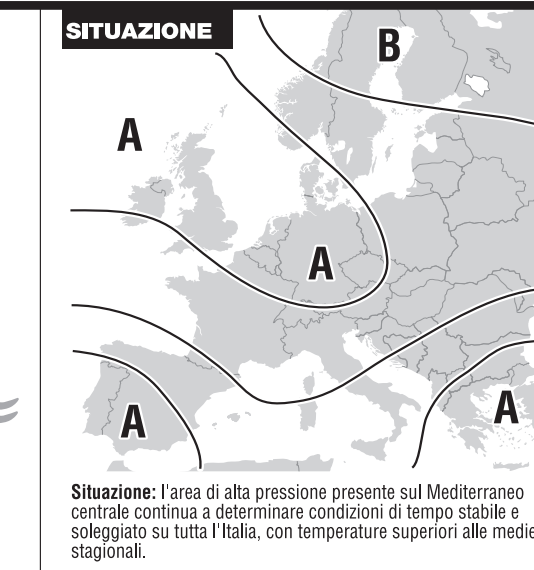 SITUAZIONE
B
A
A
A
A
Situazione: l'area di alta pressione presente sul Mediterraneo
centrale continua a determinare condizioni di tempo stabile e
soleggiato su tutta l'Italia, con temperature superiori alle medie
stagionali.